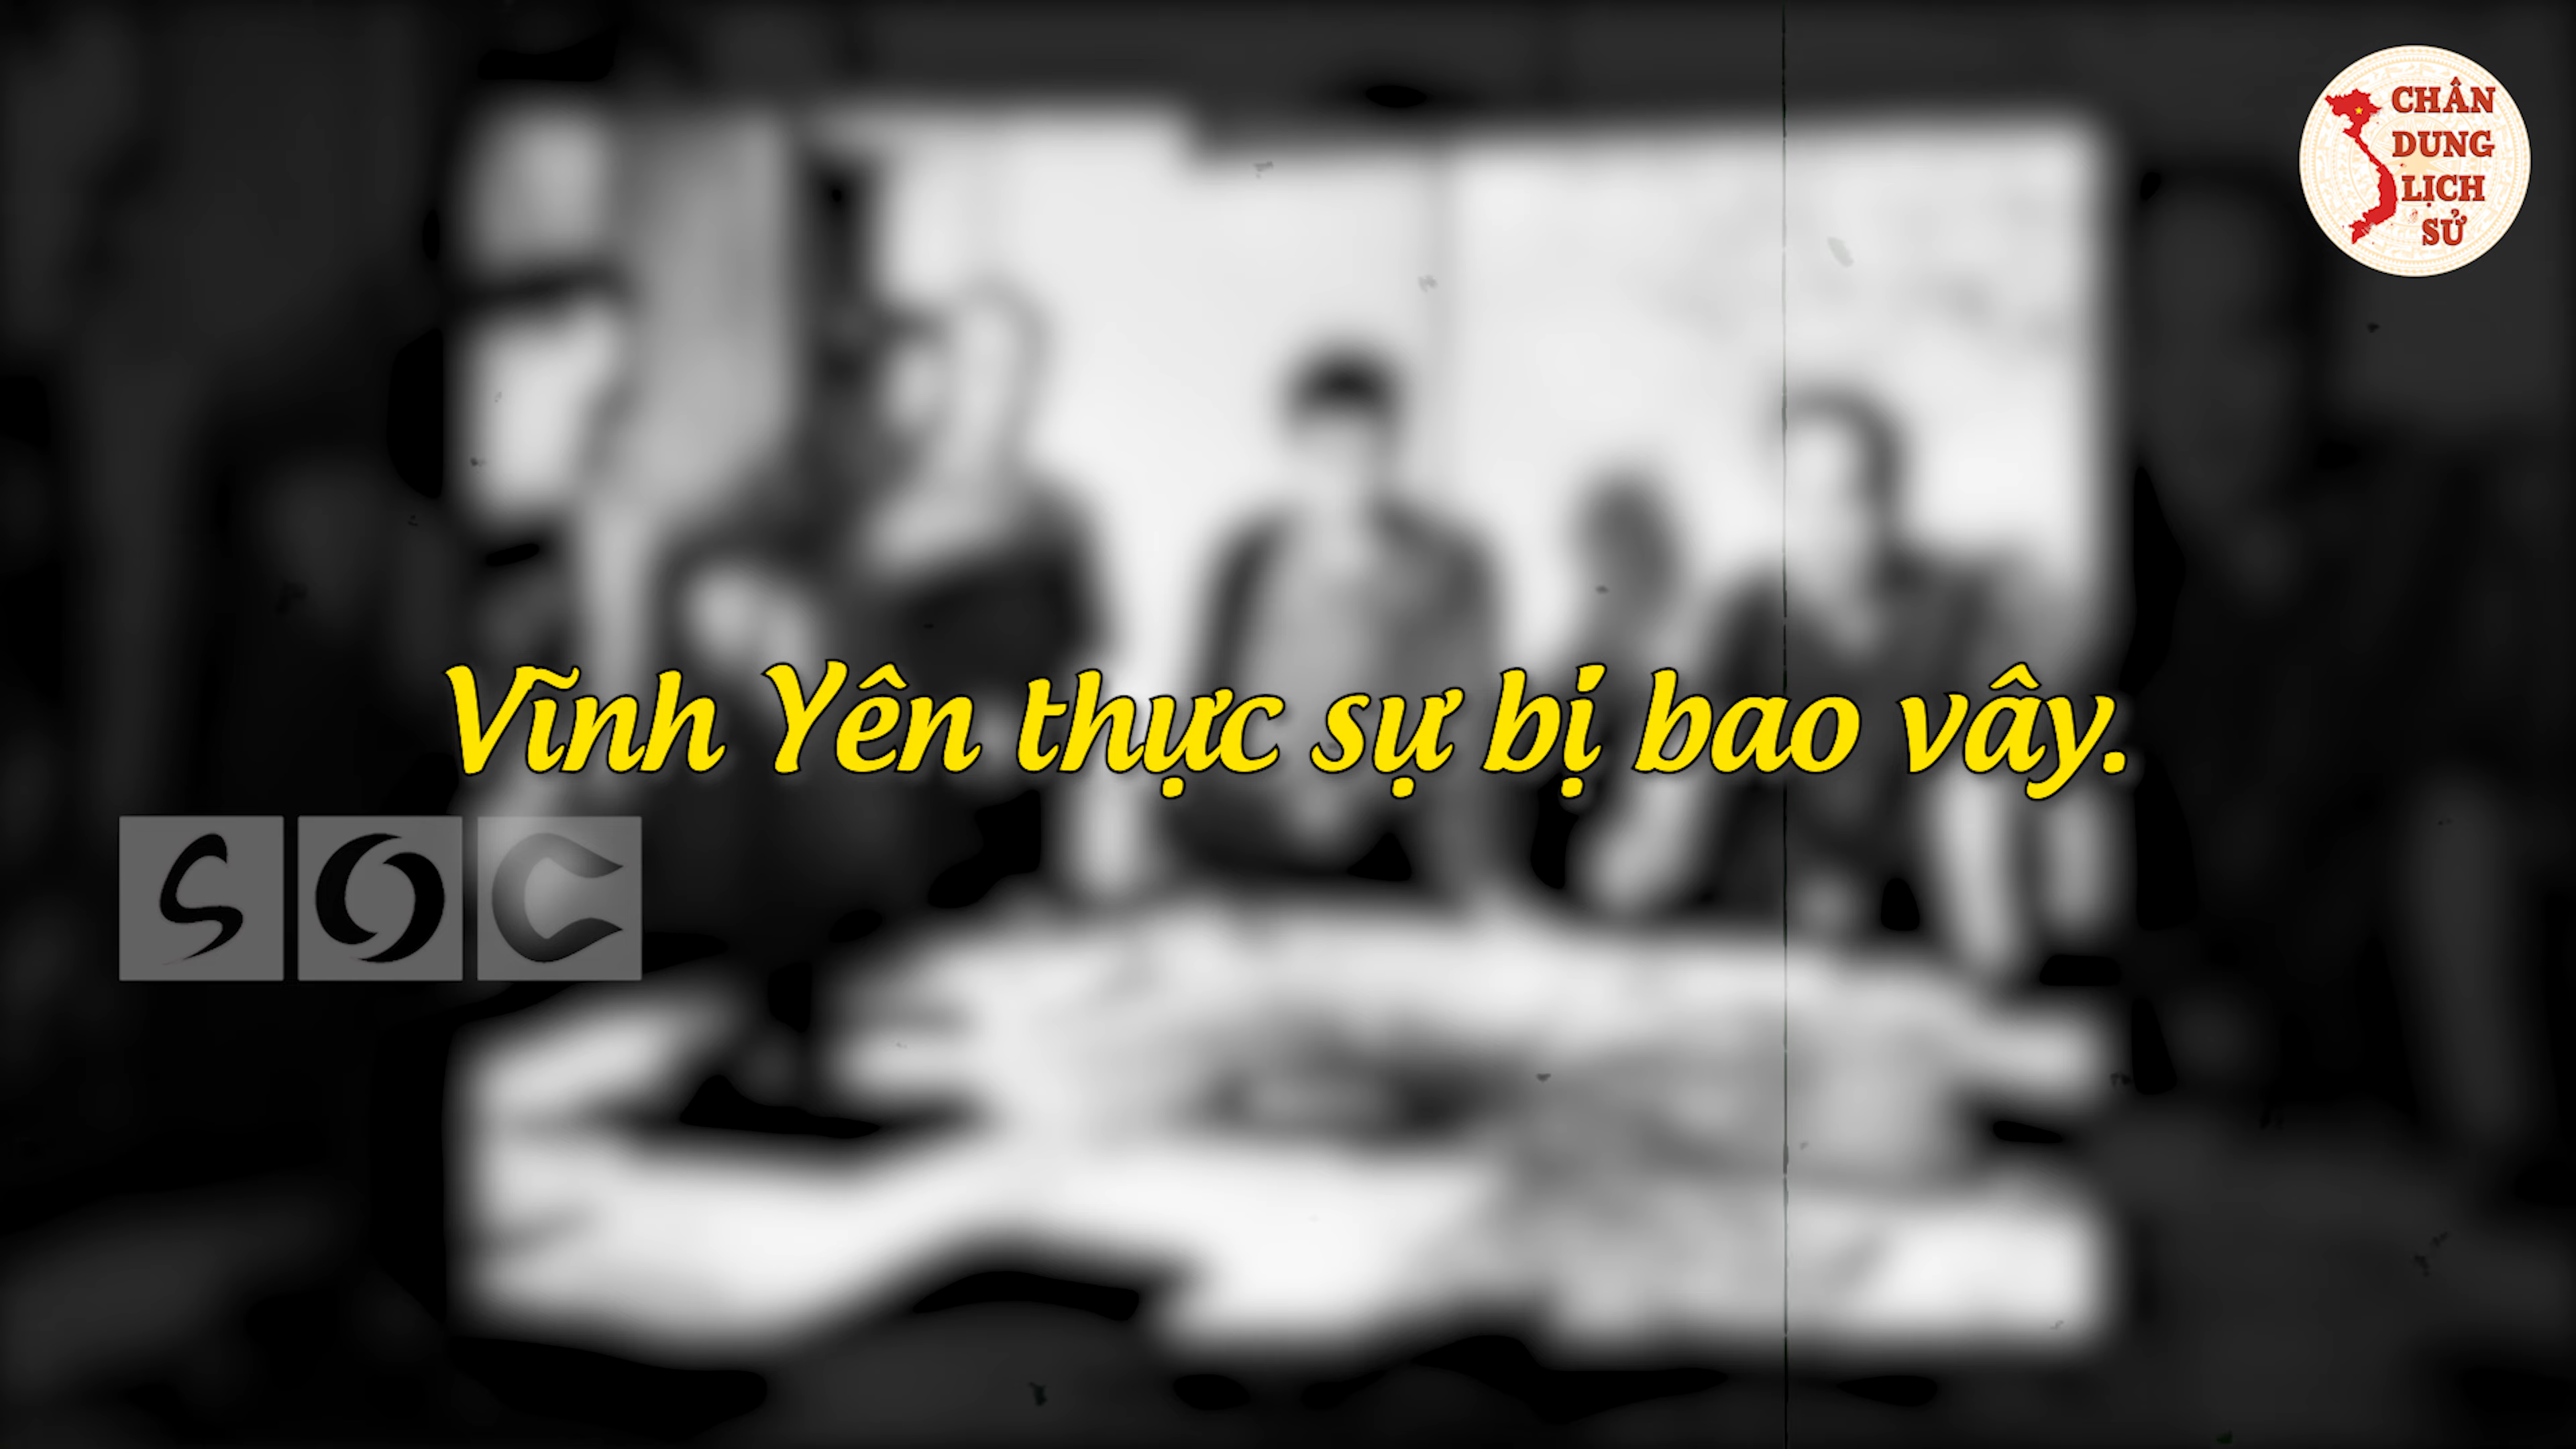 CHÂN
DUNG
LỊCH
SỬ
Vĩnh Yên thực sự bị bao vây.
SOC